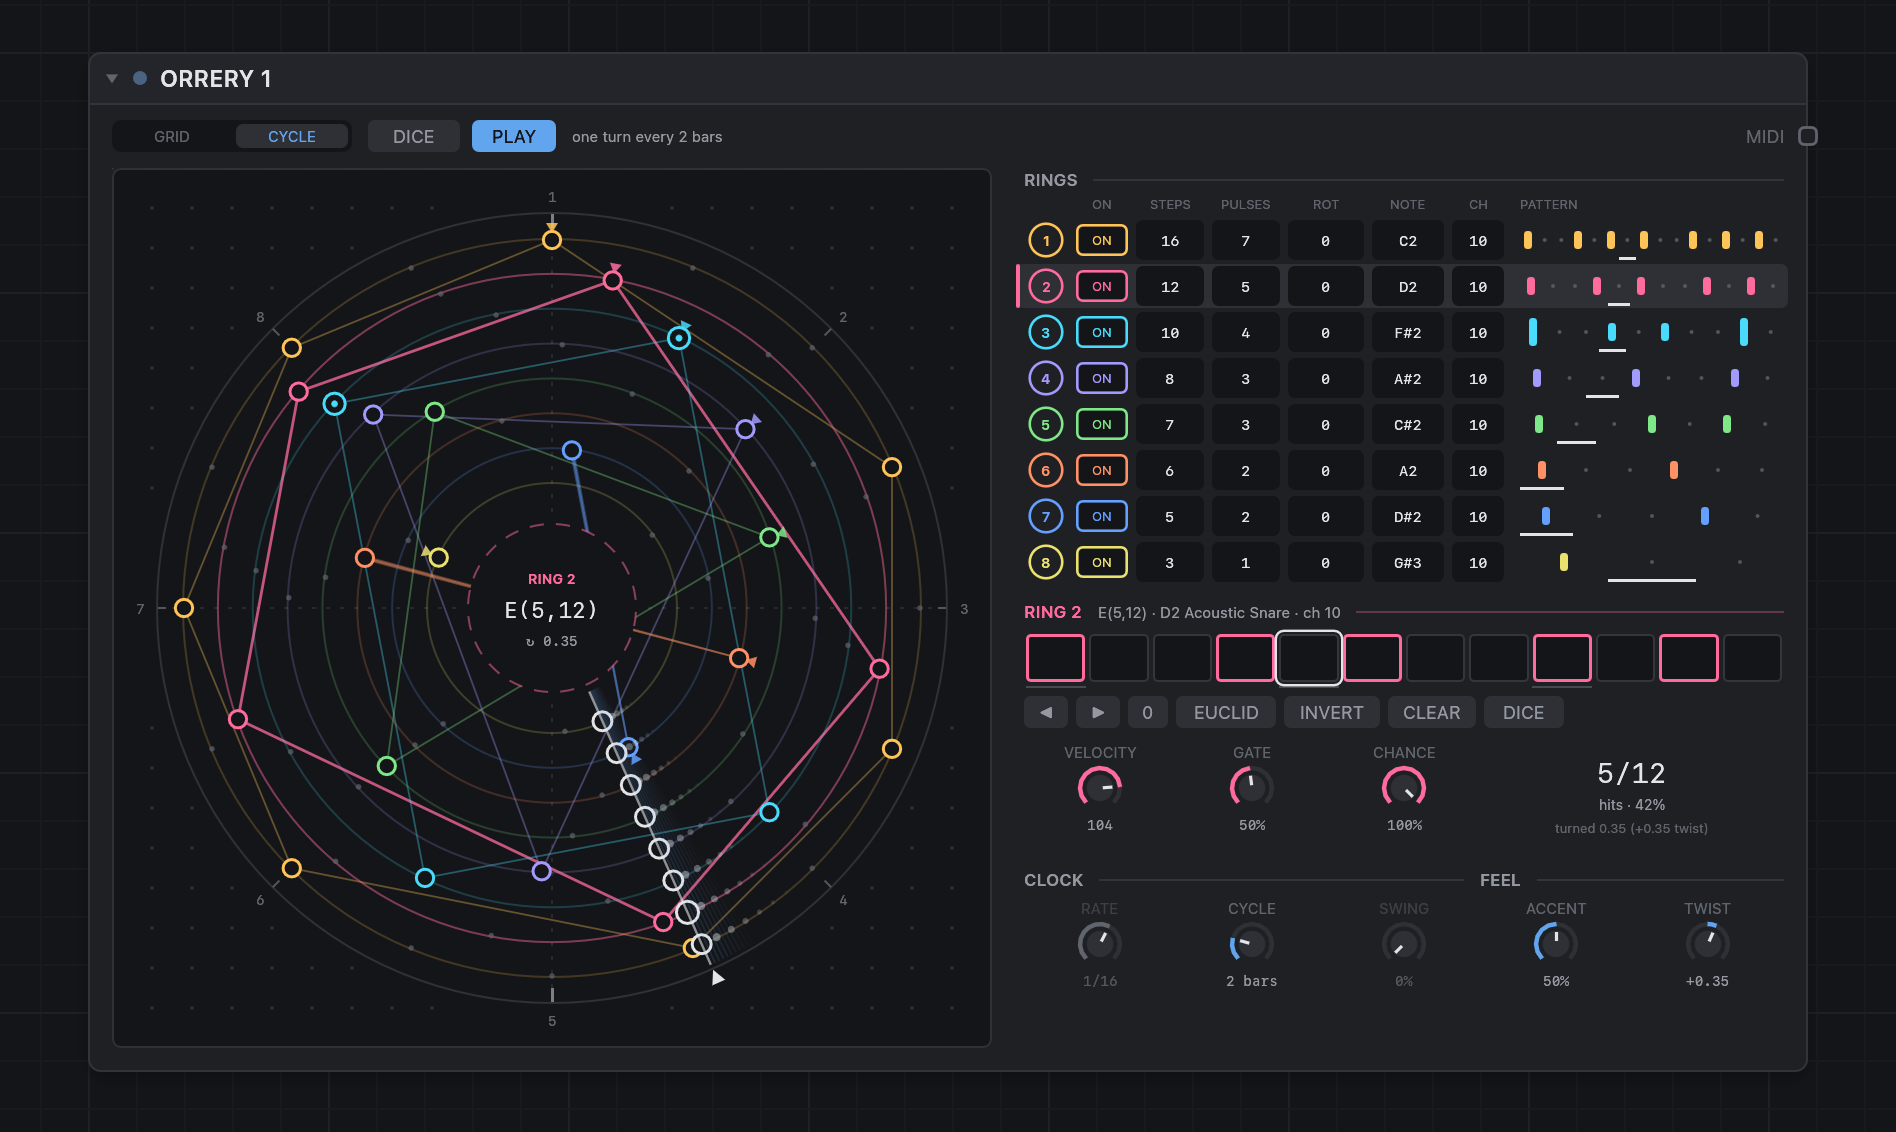 ORRERY 1
GRID CYCLE DICE PLAY one turn every 2 bars MIDI
1
2
3
4
5
6
7
8
RING 2
E(5,12)
↻ 0.35
RINGS
ON STEPS PULSES ROT NOTE CH PATTERN
1 ON 16 7 0 C2 10
2 ON 12 5 0 D2 10
3 ON 10 4 0 F#2 10
4 ON 8 3 0 A#2 10
5 ON 7 3 0 C#2 10
6 ON 6 2 0 A2 10
7 ON 5 2 0 D#2 10
8 ON 3 1 0 G#3 10
RING 2 E(5,12) · D2 Acoustic Snare · ch 10
◀ ▶ 0 EUCLID INVERT CLEAR DICE
VELOCITY GATE CHANCE
104 50% 100%
5/12
hits · 42%
turned 0.35 (+0.35 twist)
CLOCK FEEL
RATE CYCLE SWING ACCENT TWIST
1/16 2 bars 0% 50% +0.35